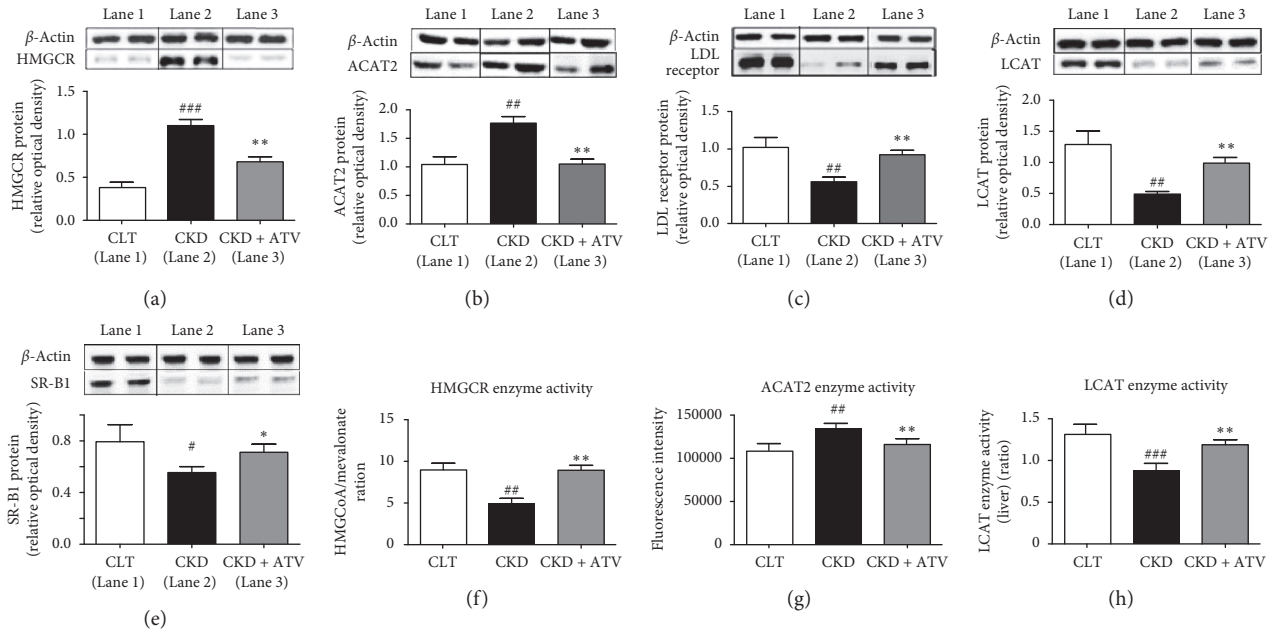 Lane 1 Lane 2 Lane 3
β-Actin
HMGCR
HMGCR protein
(relative optical density)
1.5
1.0
0.5
0.0
###
**
CLT
(Lane 1)
CKD
(Lane 2)
CKD + ATV
(Lane 3)
(a)
Lane 1 Lane 2 Lane 3
β-Actin
ACAT2
ACAT2 protein
(relative optical density)
2.0
1.5
1.0
0.5
0.0
##
**
CLT
(Lane 1)
CKD
(Lane 2)
CKD + ATV
(Lane 3)
(b)
Lane 1 Lane 2 Lane 3
β-Actin
LDL
receptor
LDL receptor protein
(relative optical density)
1.5
1.0
0.5
0.0
##
**
CLT
(Lane 1)
CKD
(Lane 2)
CKD + ATV
(Lane 3)
(c)
Lane 1 Lane 2 Lane 3
β-Actin
LCAT
LCAT protein
(relative optical density)
2.0
1.5
1.0
0.5
0.0
##
**
CLT
(Lane 1)
CKD
(Lane 2)
CKD + ATV
(Lane 3)
(d)
Lane 1 Lane 2 Lane 3
β-Actin
SR-B1
SR-B1 protein
(relative optical density)
0.8
0.6
0.4
0.0
#
*
CLT
(Lane 1)
CKD
(Lane 2)
CKD + ATV
(Lane 3)
(e)
HMGCR enzyme activity
HMGCoA/mevalonate
ration
15
10
5
0
##
**
CLT
CKD
CKD + ATV
(f)
ACAT2 enzyme activity
Fluorescence intensity
150000
100000
50000
0
##
**
CLT
CKD
CKD + ATV
(g)
LCAT enzyme activity
LCAT enzyme activity
(liver) (ratio)
1.5
1.0
0.5
0.0
###
**
CLT
CKD
CKD + ATV
(h)